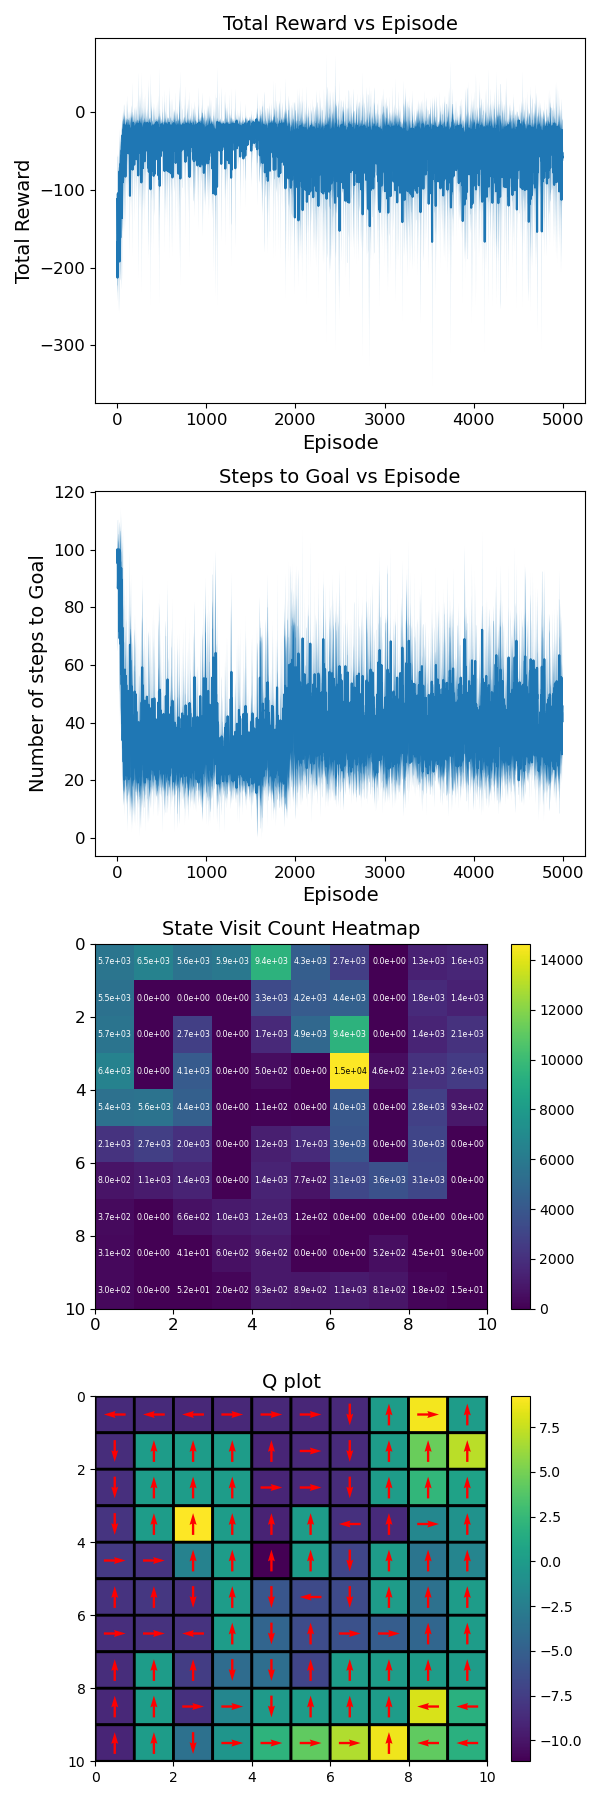 Total Reward vs Episode
0
−100
−200
−300
Total Reward
0 1000 2000 3000 4000 5000
Episode
Steps to Goal vs Episode
120
100
80
60
40
20
0
Number of steps to Goal
0 1000 2000 3000 4000 5000
Episode
State Visit Count Heatmap
0 2 4 6 8 10
5.7e+03 6.5e+03 5.6e+03 5.9e+03 9.4e+03 4.3e+03 2.7e+03 0.0e+00 1.3e+03 1.6e+03
5.5e+03 0.0e+00 0.0e+00 0.0e+00 3.3e+03 4.2e+03 4.4e+03 0.0e+00 1.8e+03 1.4e+03
5.7e+03 0.0e+00 2.7e+03 0.0e+00 1.7e+03 4.9e+03 9.4e+03 0.0e+00 1.4e+03 2.1e+03
6.4e+03 0.0e+00 4.1e+03 0.0e+00 5.0e+02 0.0e+00 1.5e+04 4.6e+02 2.1e+03 2.6e+03
5.4e+03 5.6e+03 4.4e+03 0.0e+00 1.1e+02 0.0e+00 4.0e+03 0.0e+00 2.8e+03 9.3e+02
2.1e+03 2.7e+03 2.0e+03 0.0e+00 1.2e+03 1.7e+03 3.9e+03 0.0e+00 3.0e+03 0.0e+00
8.0e+02 1.1e+03 1.4e+03 0.0e+00 1.4e+03 7.7e+02 3.1e+03 3.6e+03 3.1e+03 0.0e+00
3.7e+02 0.0e+00 6.6e+02 1.0e+03 1.2e+03 1.2e+02 0.0e+00 0.0e+00 0.0e+00 0.0e+00
3.1e+02 0.0e+00 4.1e+01 6.0e+02 9.6e+02 0.0e+00 0.0e+00 5.2e+02 4.5e+01 9.0e+00
3.0e+02 0.0e+00 5.2e+01 2.0e+02 9.3e+02 8.9e+02 1.1e+03 8.1e+02 1.8e+02 1.5e+01
0 2 4 6 8 10
14000
12000
10000
8000
6000
4000
2000
0
Q plot
0
2
4
6
8
10
0 2 4 6 8 10
7.5
5.0
2.5
0.0
−2.5
−5.0
−7.5
−10.0